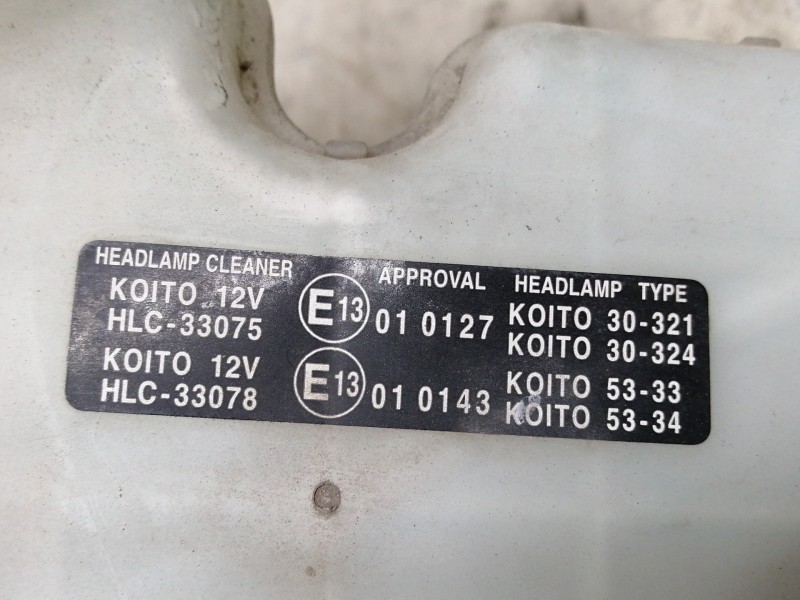 HEADLAMP CLEANER APPROVAL HEADLAMP TYPE
KOITO 12V
HLC-33075
E13
01 0127
KOITO 30-321
KOITO 30-324
KOITO 12V
HLC-33078
E13
01 0143
KOITO 53-33
KOITO 53-34